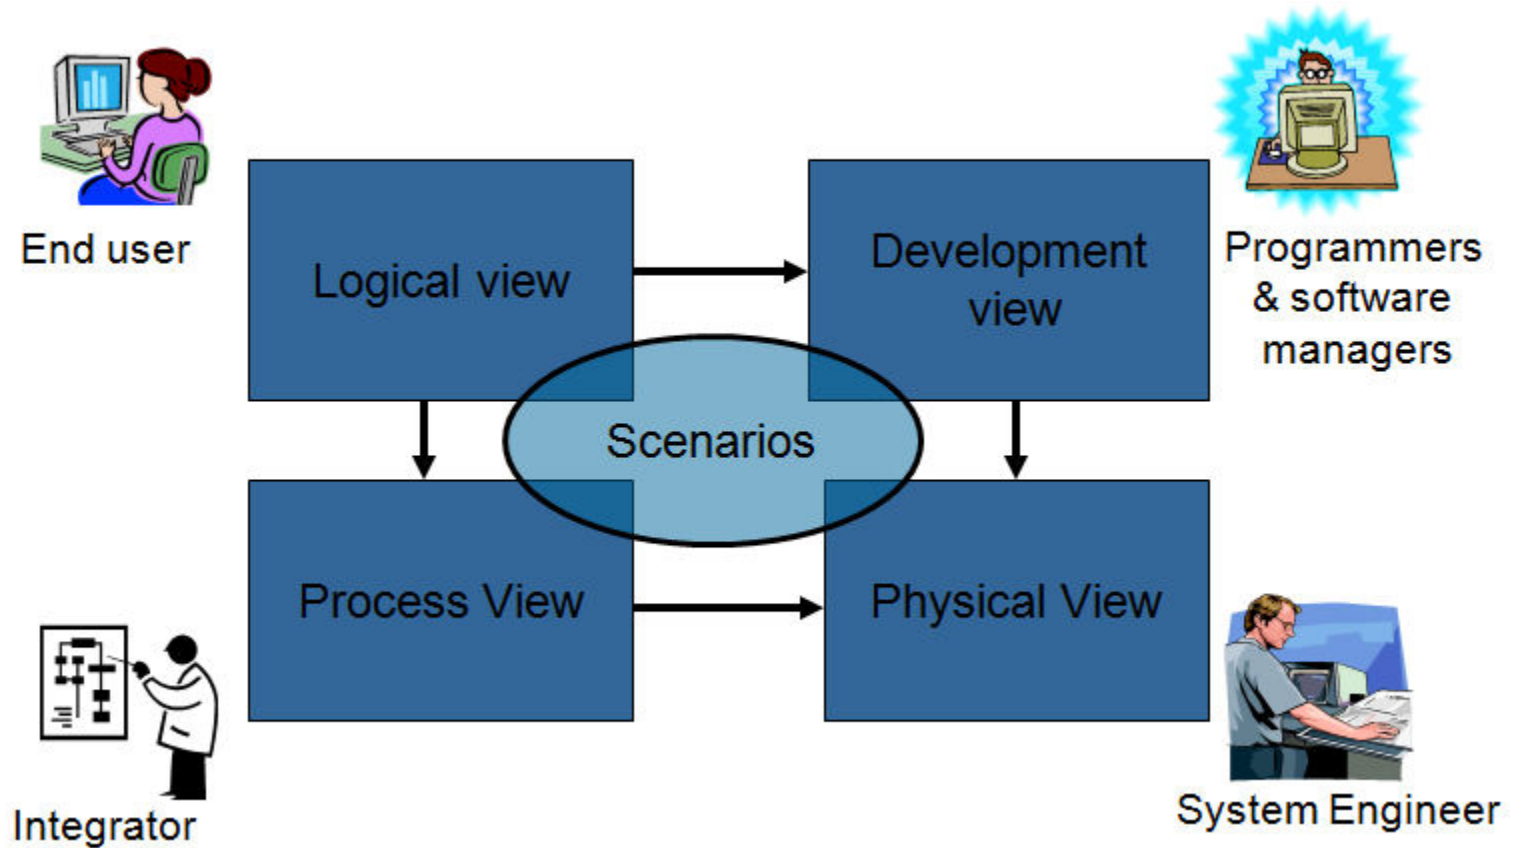 End user
Logical view
Development
view
Programmers
& software
managers
Scenarios
Process View
Physical View
Integrator
System Engineer